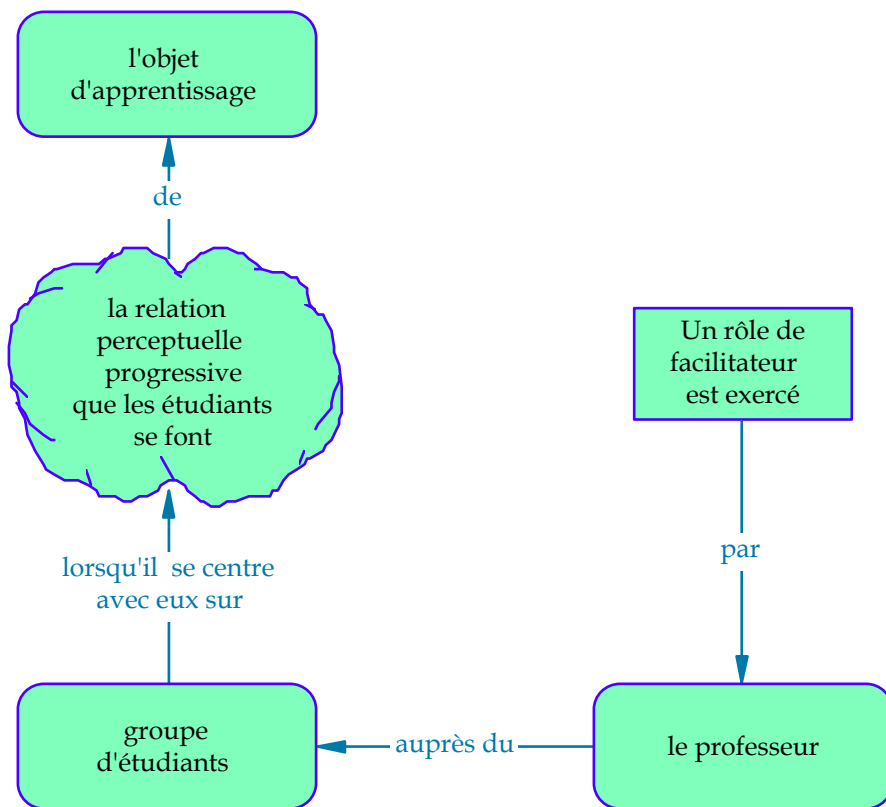 l'objet
d'apprentissage
de
la relation
perceptuelle
progressive
que les étudiants
se font
Un rôle de
facilitateur
est exercé
lorsqu'il se centre
avec eux sur
par
groupe
d'étudiants
auprès du
le professeur